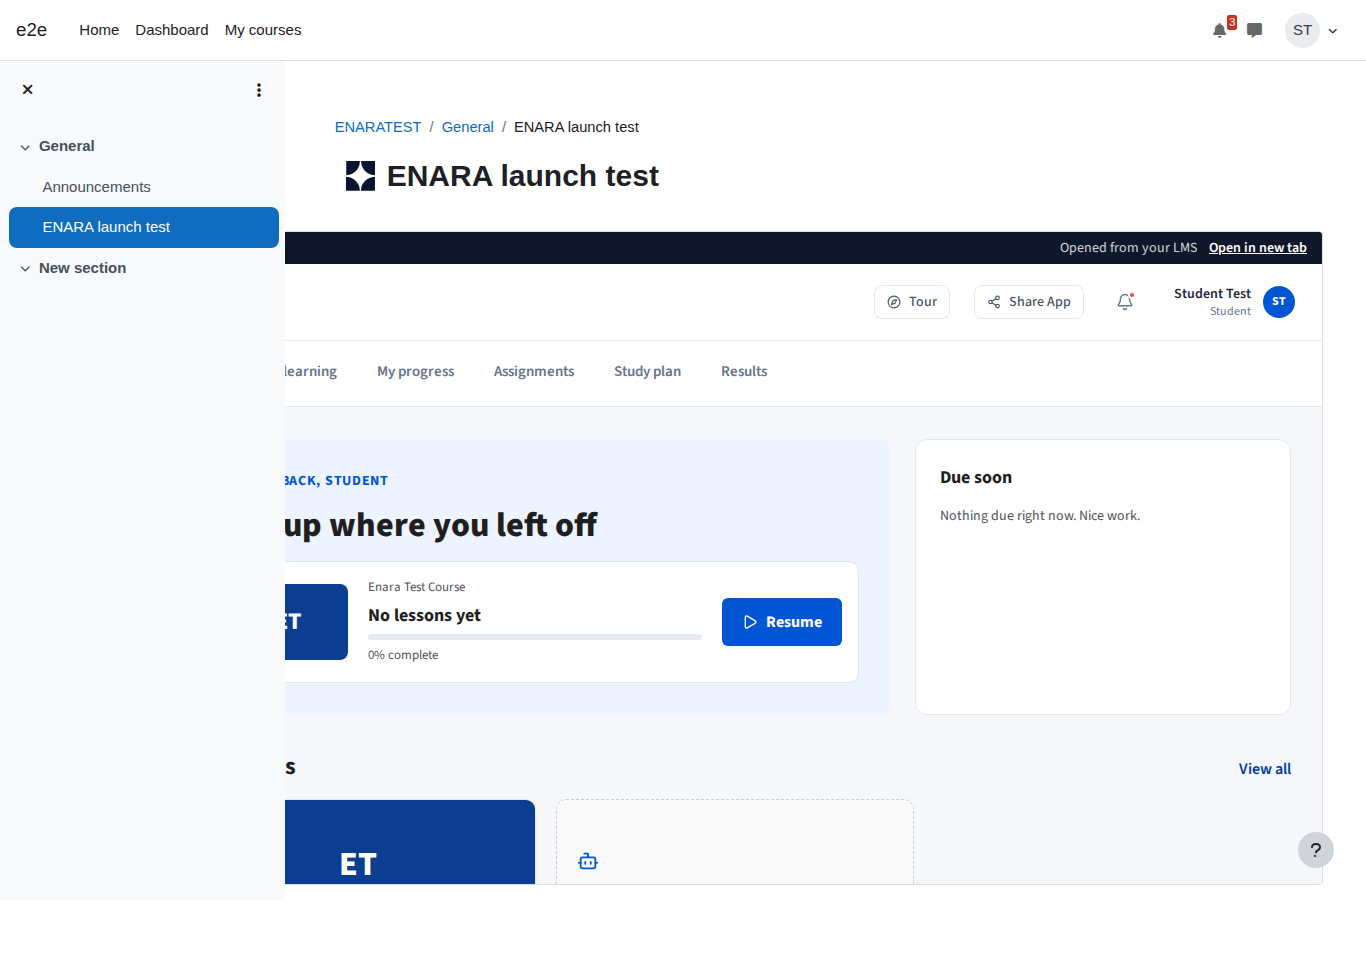 e2e
Home
Dashboard
My courses
3
ST
General
Announcements
ENARA launch test
New section
ENARATEST / General / ENARA launch test
ENARA launch test
Opened from your LMS
Open in new tab
Tour
Share App
Student Test
Student
ST
learning
My progress
Assignments
Study plan
Results
BACK, STUDENT
up where you left off
ET
Enara Test Course
No lessons yet
0% complete
Resume
Due soon
Nothing due right now. Nice work.
s
View all
ET
?